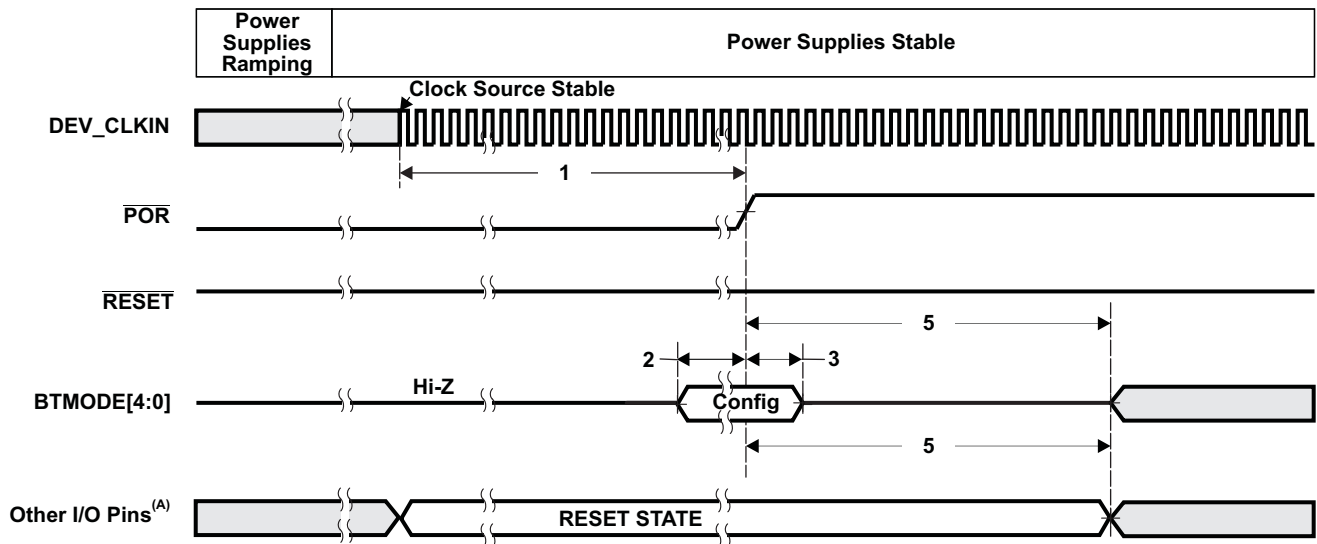 Power
Supplies
Ramping
Power Supplies Stable
Clock Source Stable
DEV_CLKIN
1
POR
RESET
5
2
3
Hi-Z
BTMODE[4:0]
Config
5
Other I/O Pins(A)
RESET STATE